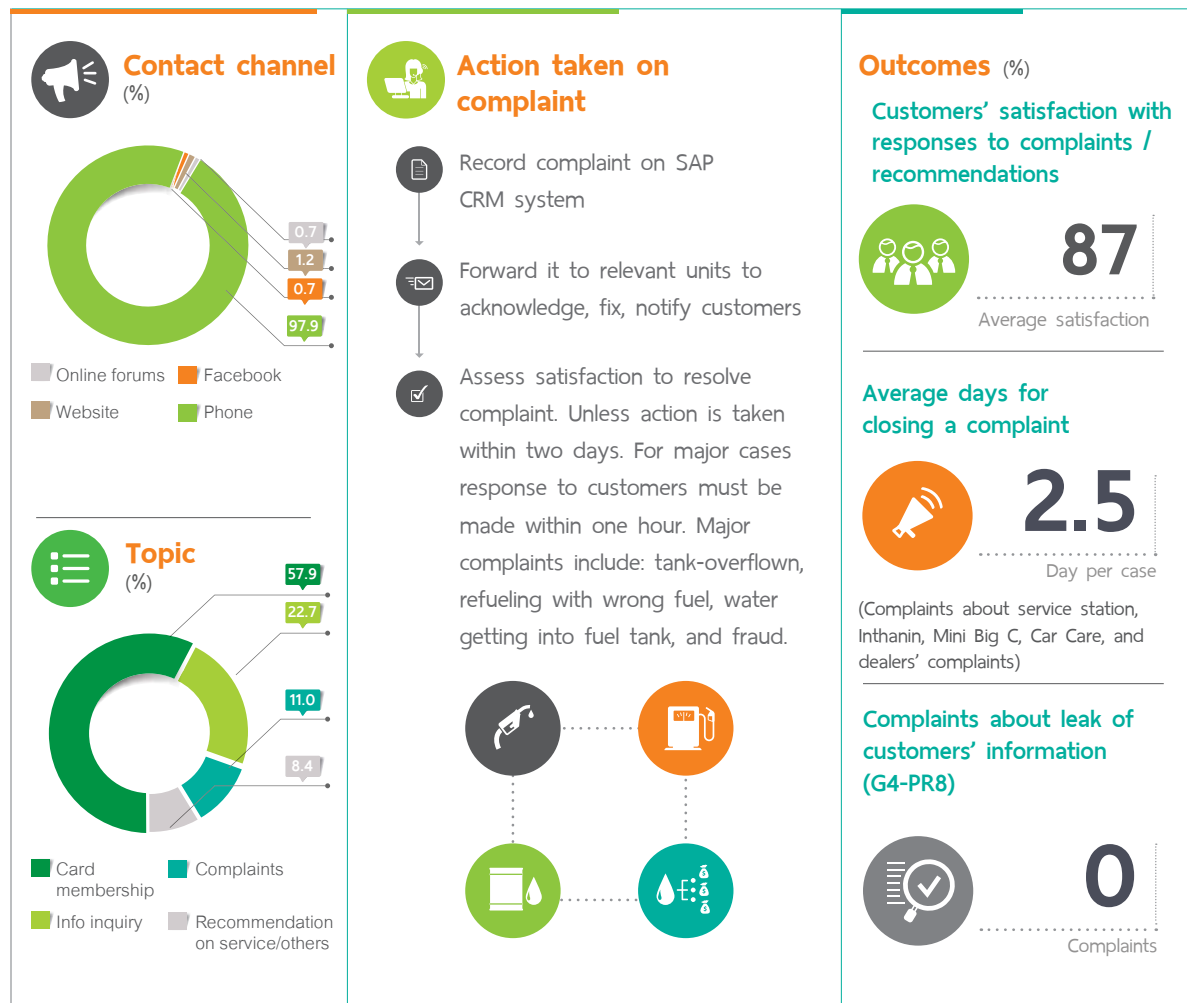 Contact channel
(%)
0.7
1.2
0.7
97.9
Online forums
Facebook
Website
Phone
Topic
(%)
57.9
22.7
11.0
8.4
Card
membership
Complaints
Info inquiry
Recommendation
on service/others
Action taken on
complaint
Record complaint on SAP
CRM system
Forward it to relevant units to
acknowledge, fix, notify customers
Assess satisfaction to resolve
complaint. Unless action is taken
within two days. For major cases
response to customers must be
made within one hour. Major
complaints include: tank-overflown,
refueling with wrong fuel, water
getting into fuel tank, and fraud.
Outcomes (%)
Customers' satisfaction with
responses to complaints /
recommendations
87
Average satisfaction
Average days for
closing a complaint
2.5
Day per case
(Complaints about service station,
Inthanin, Mini Big C, Car Care, and
dealers' complaints)
Complaints about leak of
customers' information
(G4-PR8)
0
Complaints